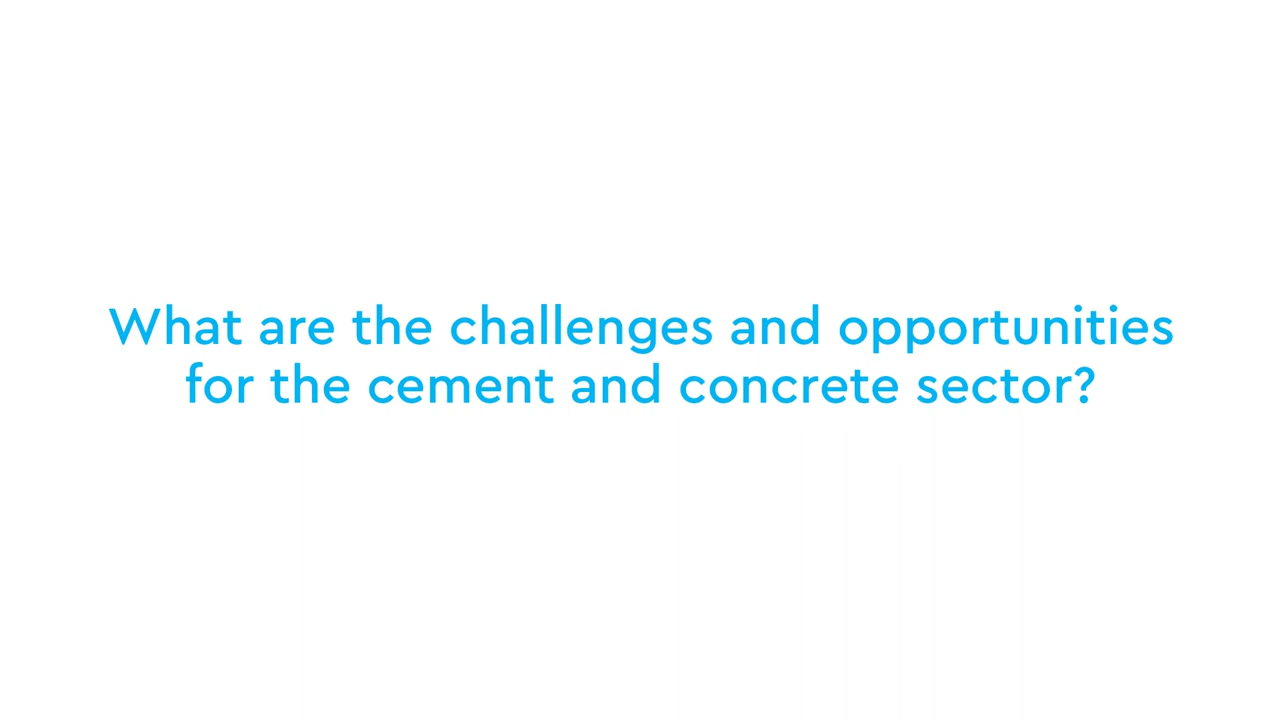 What are the challenges and opportunities
for the cement and concrete sector?